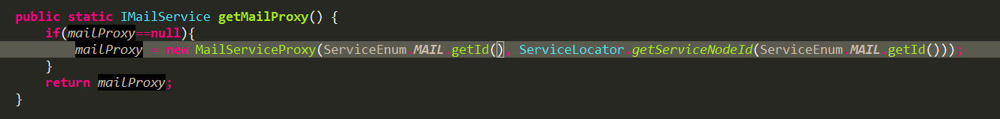 public static IMailService getMailProxy() {
    if(mailProxy==null){
        mailProxy = new MailServiceProxy(ServiceEnum.MAIL.getId(), ServiceLocator.getServiceNodeId(ServiceEnum.MAIL.getId()));
    }
    return mailProxy;
}